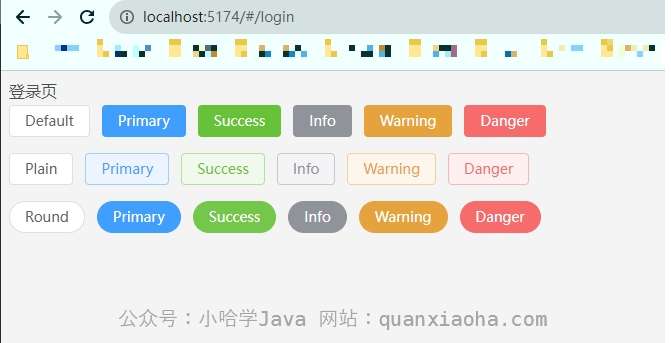 localhost:5174/#/login
登录页
Default Primary Success Info Warning Danger
Plain Primary Success Info Warning Danger
Round Primary Success Info Warning Danger
公众号：小哈学Java 网站：quanxiaoha.com